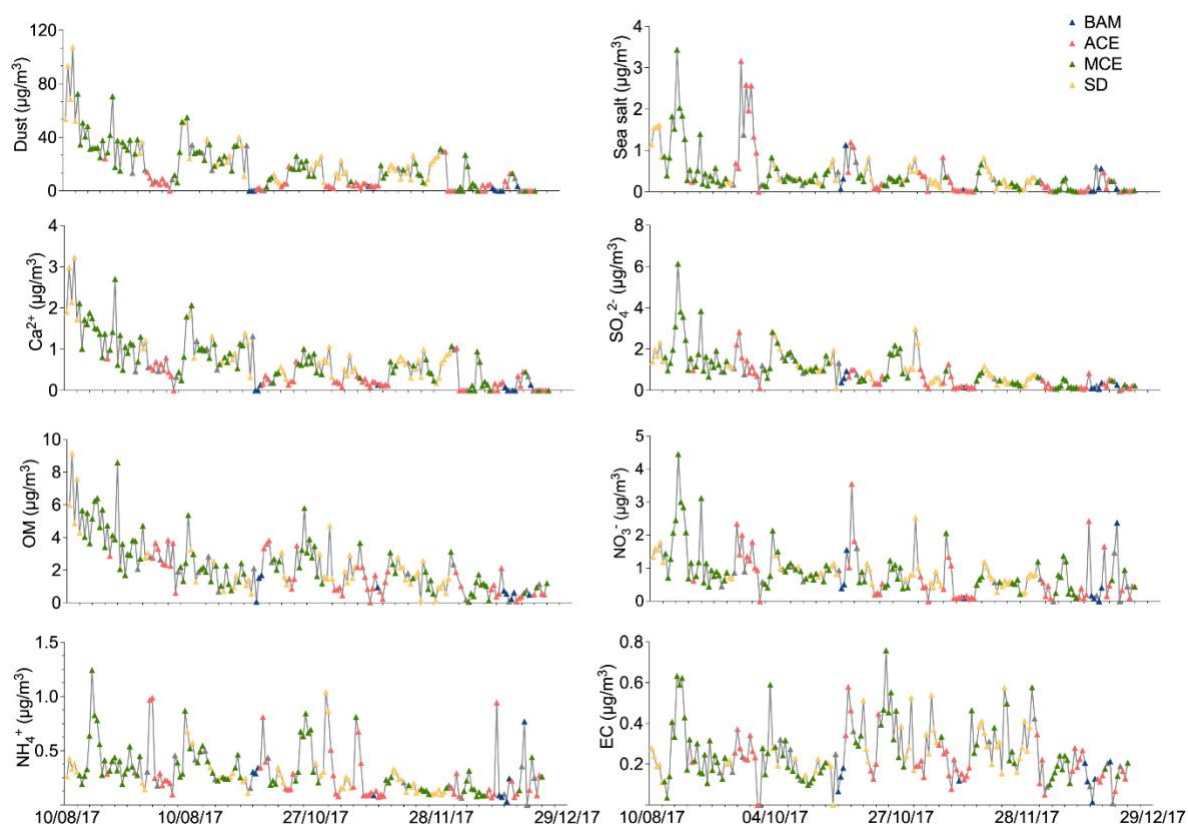 Dust (µg/m³)
120
80
40
0
Sea salt (µg/m³)
4
3
2
1
0
BAM
ACE
MCE
SD
Ca²⁺ (µg/m³)
4
3
2
1
0
SO₄²⁻ (µg/m³)
8
6
4
2
0
OM (µg/m³)
10
8
6
4
2
0
NO₃⁻ (µg/m³)
5
4
3
2
1
0
NH₄⁺ (µg/m³)
1.5
1.0
0.5
10/08/17 10/08/17 27/10/17 28/11/17 29/12/17
EC (µg/m³)
0.8
0.6
0.4
0.2
10/08/17 04/10/17 27/10/17 28/11/17 29/12/17